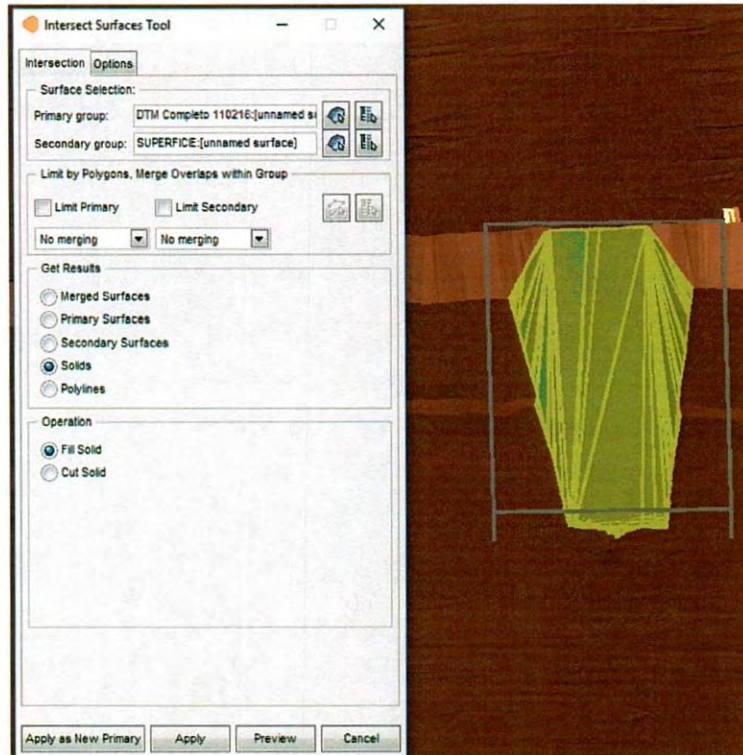 Intersect Surfaces Tool
Intersection Options
Surface Selection:
Primary group: DTM Completo 110216:[unnamed su
Secondary group: SUPERFICE:[unnamed surface]
Limit by Polygons, Merge Overlaps within Group
Limit Primary Limit Secondary
No merging No merging
Get Results
Merged Surfaces
Primary Surfaces
Secondary Surfaces
Solids
Polylines
Operation
Fill Solid
Cut Solid
Apply as New Primary Apply Preview Cancel